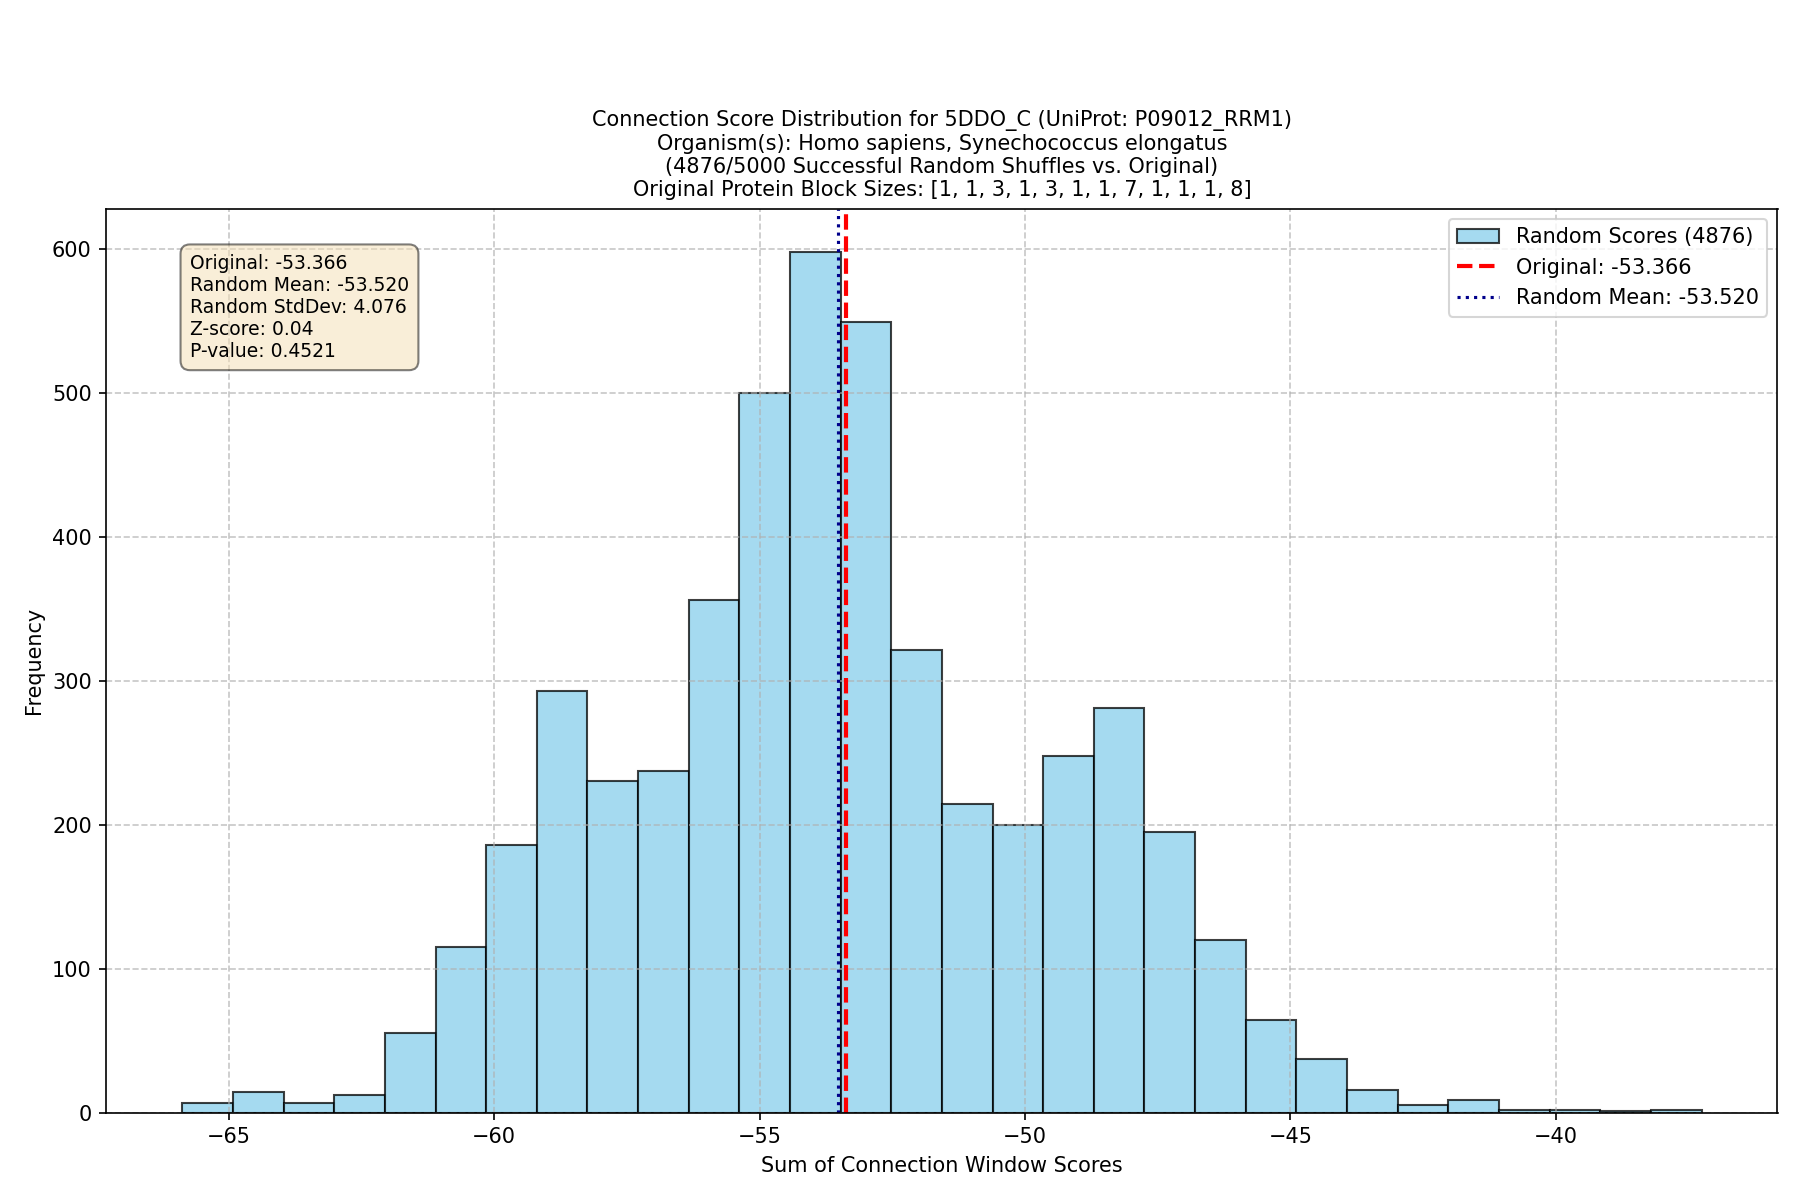 Connection Score Distribution for 5DDO_C (UniProt: P09012_RRM1)
Organism(s): Homo sapiens, Synechococcus elongatus
(4876/5000 Successful Random Shuffles vs. Original)
Original Protein Block Sizes: [1, 1, 3, 1, 3, 1, 1, 7, 1, 1, 1, 8]
Original: -53.366
Random Mean: -53.520
Random StdDev: 4.076
Z-score: 0.04
P-value: 0.4521
Random Scores (4876)
Original: -53.366
Random Mean: -53.520
Frequency
600
500
400
300
200
100
0
−65
−60
−55
−50
−45
−40
Sum of Connection Window Scores